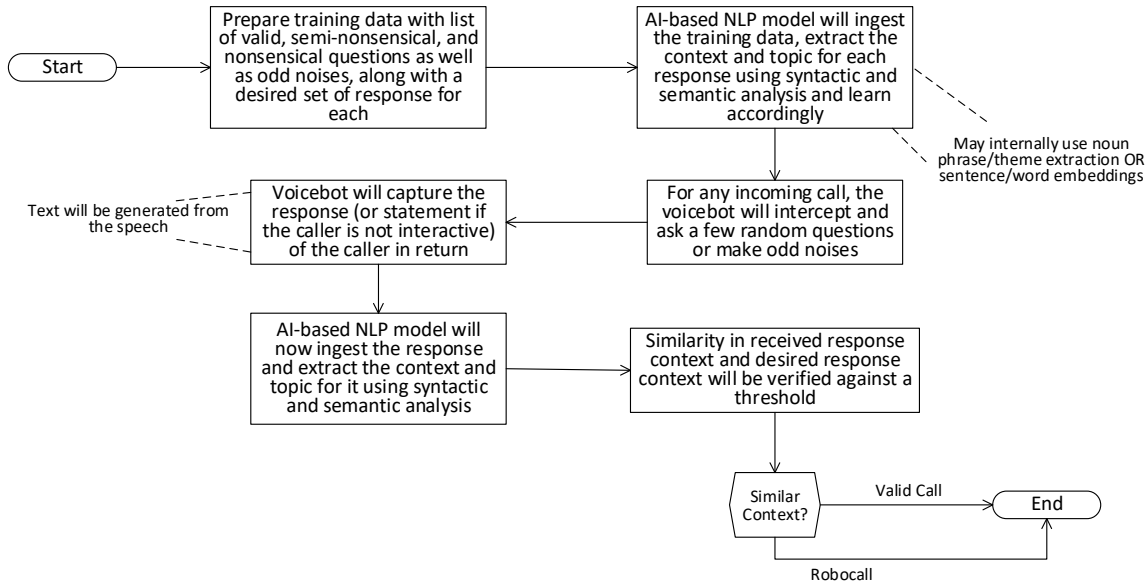 Start
Prepare training data with list
of valid, semi-nonsensical, and
nonsensical questions as well
as odd noises, along with a
desired set of response for
each
AI-based NLP model will ingest
the training data, extract the
context and topic for each
response using syntactic and
semantic analysis and learn
accordingly
May internally use noun
phrase/theme extraction OR
sentence/word embeddings
For any incoming call, the
voicebot will intercept and
ask a few random questions
or make odd noises
Voicebot will capture the
response (or statement if
the caller is not interactive)
of the caller in return
Text will be generated from
the speech
AI-based NLP model will
now ingest the response
and extract the context and
topic for it using syntactic
and semantic analysis
Similarity in received response
context and desired response
context will be verified against a
threshold
Similar
Context?
Valid Call
End
Robocall